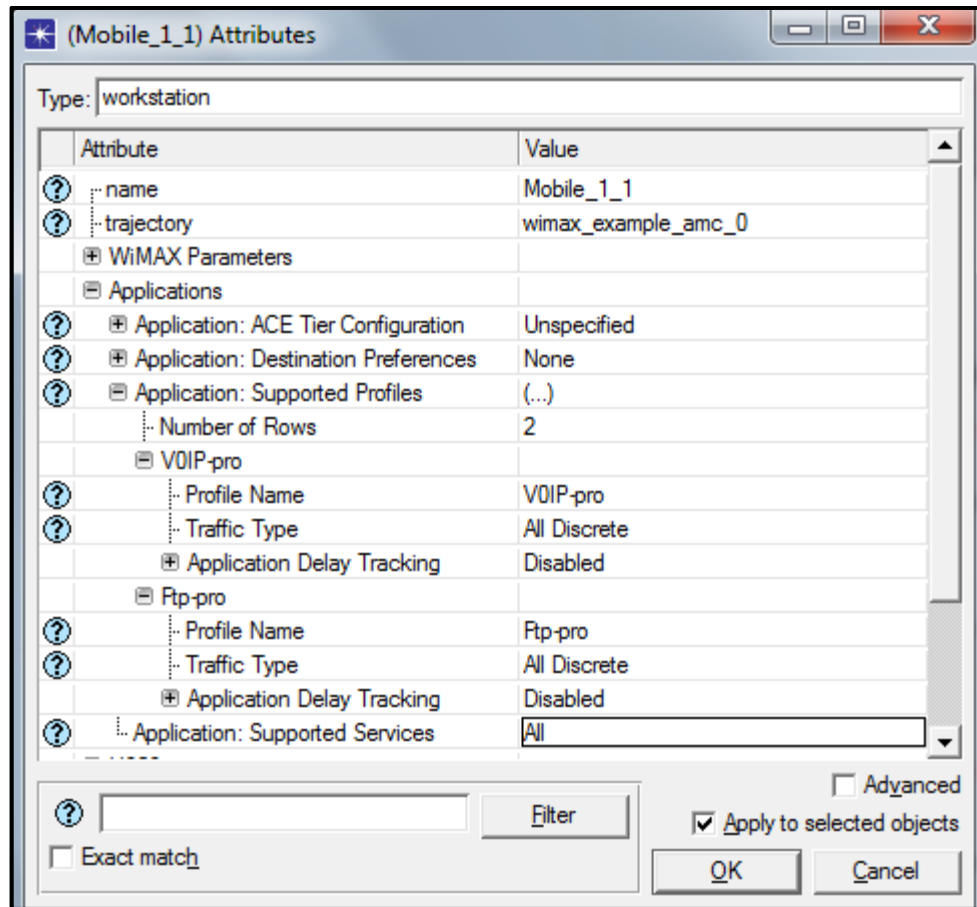 (Mobile_1_1) Attributes
Type: workstation
Attribute Value
name Mobile_1_1
trajectory wimax_example_amc_0
WiMAX Parameters
Applications
Application: ACE Tier Configuration Unspecified
Application: Destination Preferences None
Application: Supported Profiles (...)
Number of Rows 2
V0IP-pro
Profile Name V0IP-pro
Traffic Type All Discrete
Application Delay Tracking Disabled
Ftp-pro
Profile Name Ftp-pro
Traffic Type All Discrete
Application Delay Tracking Disabled
Application: Supported Services All
Advanced
Filter
Apply to selected objects
Exact match
OK Cancel